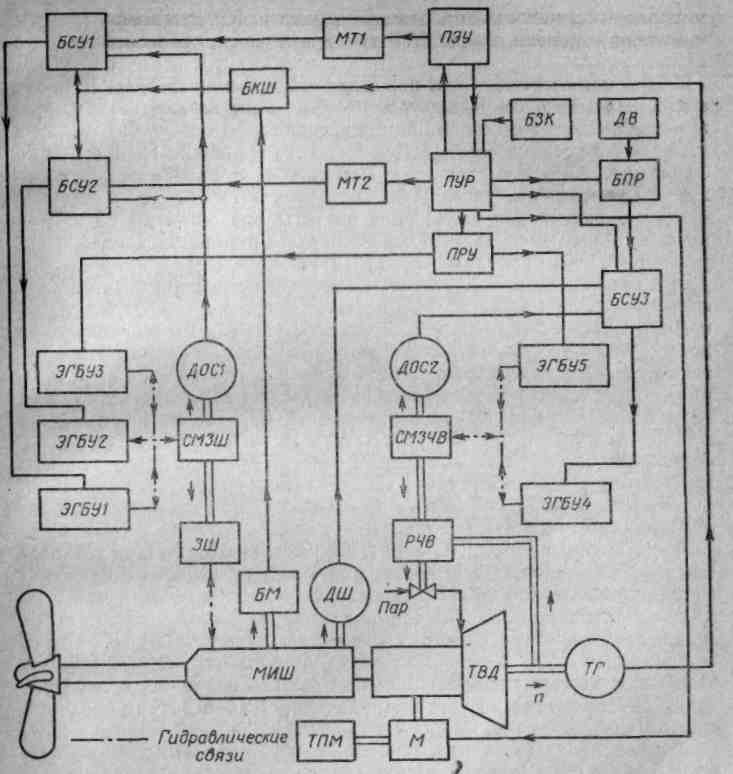 БСУ1
МТ1
ПЭУ
БКШ
БЗК
ДВ
БСУ2
МТ2
ПУР
БПР
ПРУ
БСУ3
ЭГБУ3
ДОС1
ДОС2
ЭГБУ5
ЭГБУ2
СМЗШ
СМЗЧВ
ЭГБУ1
ЭГБУ4
ЗШ
РЧВ
БМ
ДШ
Пар
МИШ
ТВД
ТГ
n
Гидравлические
связи
ТПМ
М